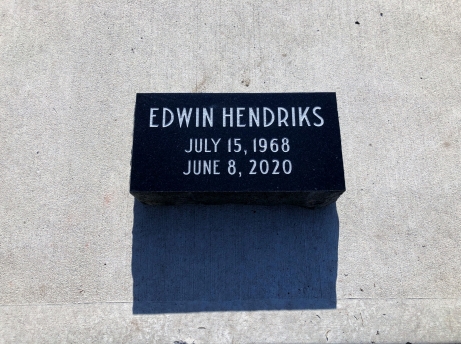 EDWIN HENDRIKS
JULY 15, 1968
JUNE 8, 2020